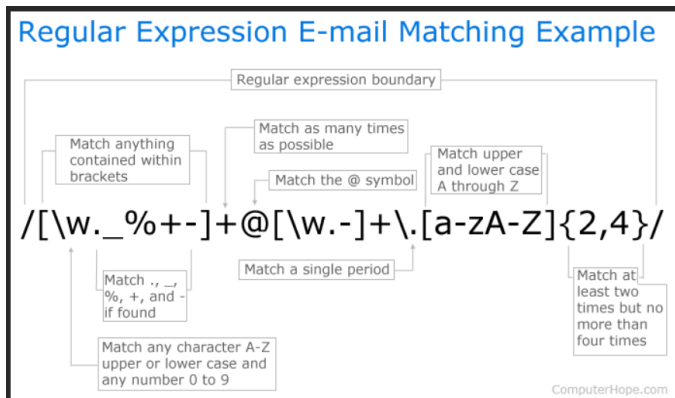 Regular Expression E-mail Matching Example
Regular expression boundary
Match anything
contained within
brackets
Match as many times
as possible
Match the @ symbol
Match upper
and lower case
A through Z
/[\w._%+-]+@[\w.-]+\.[a-zA-Z]{2,4}/
Match ., _,
%, +, and -
if found
Match a single period
Match at
least two
times but no
more than
four times
Match any character A-Z
upper or lower case and
any number 0 to 9
ComputerHope.com